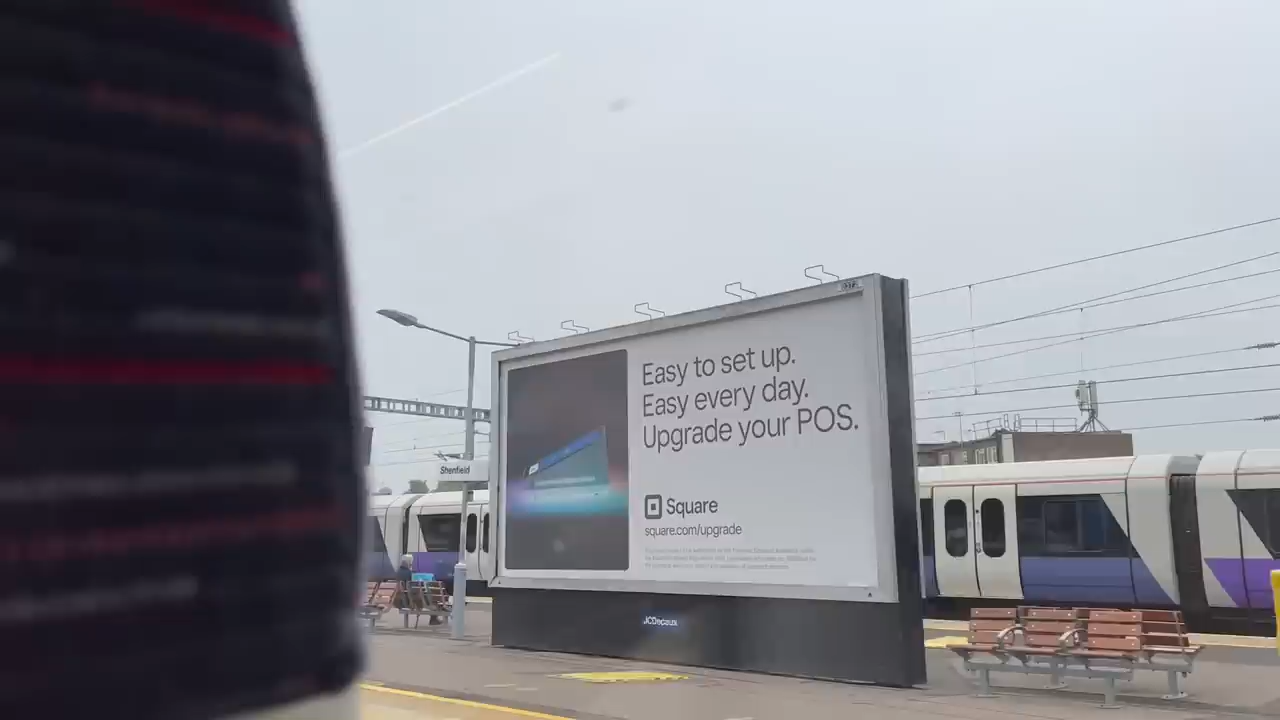 Easy to set up.
Easy every day.
Upgrade your POS.
Square
square.com/upgrade
Shenfield
JCDecaux